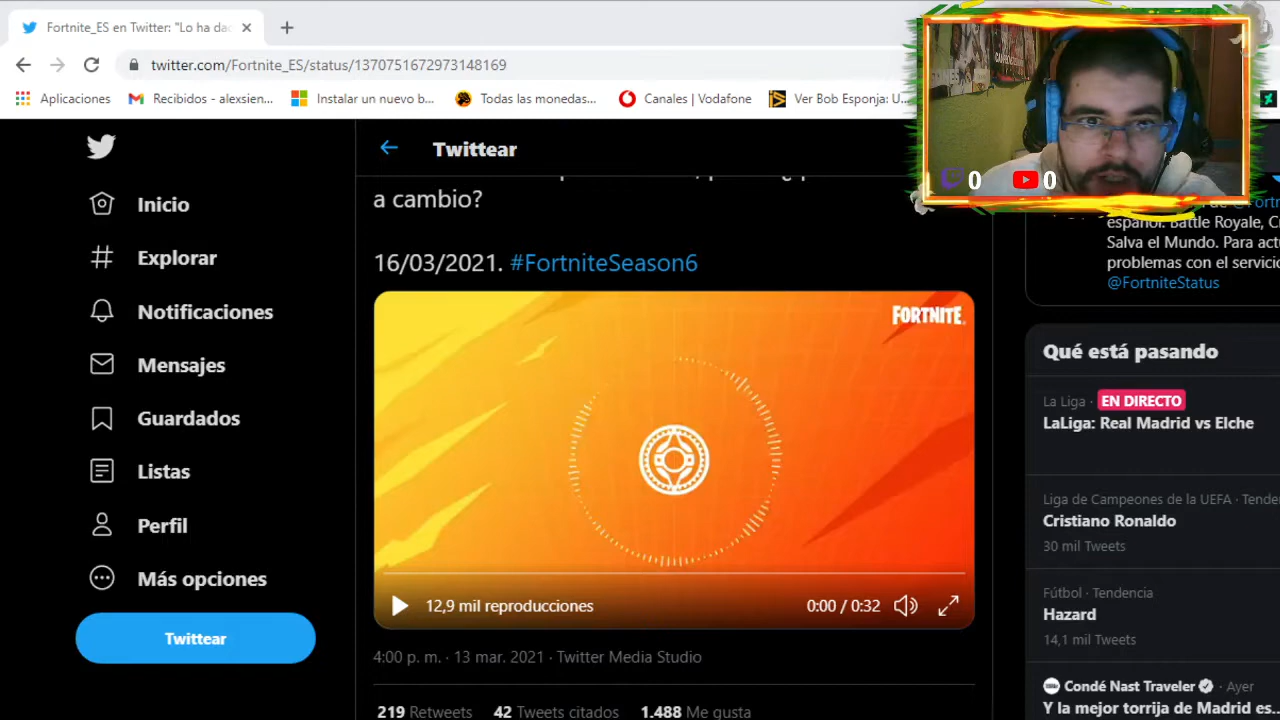 Fortnite_ES en Twitter: "Lo ha dac
twitter.com/Fortnite_ES/status/1370751672973148169
Aplicaciones
Recibidos - alexsien...
Instalar un nuevo b...
Todas las monedas...
Canales | Vodafone
Ver Bob Esponja: U...
0
0
Twittear
Inicio
Explorar
Notificaciones
Mensajes
Guardados
Listas
Perfil
Más opciones
Twittear
a cambio?
16/03/2021. #FortniteSeason6
FORTNITE
12,9 mil reproducciones
0:00 / 0:32
4:00 p. m. · 13 mar. 2021 · Twitter Media Studio
219 Retweets 42 Tweets citados 1.488 Me gusta
español. Battle Royale, C
Salva el Mundo. Para actu
problemas con el servicio
@FortniteStatus
Qué está pasando
La Liga · EN DIRECTO
LaLiga: Real Madrid vs Elche
Liga de Campeones de la UEFA · Tende
Cristiano Ronaldo
30 mil Tweets
Fútbol · Tendencia
Hazard
14,1 mil Tweets
Condé Nast Traveler · Ayer
Y la mejor torrija de Madrid es...